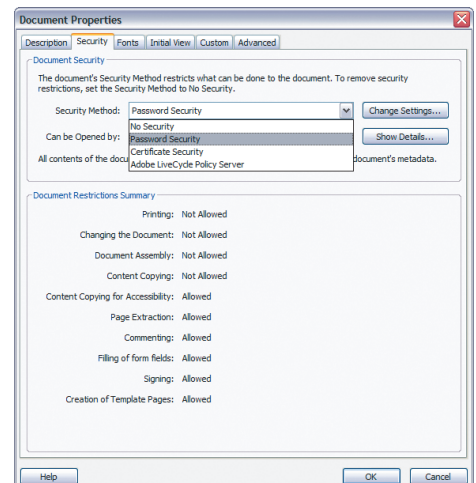 Document Properties
Description Security Fonts Initial View Custom Advanced
Document Security
The document's Security Method restricts what can be done to the document. To remove security
restrictions, set the Security Method to No Security.
Security Method: Password Security Change Settings...
No Security
Can be Opened by: Password Security Show Details...
Certificate Security
All contents of the docu document's metadata.
Adobe LiveCycle Policy Server
Document Restrictions Summary
Printing: Not Allowed
Changing the Document: Not Allowed
Document Assembly: Not Allowed
Content Copying: Not Allowed
Content Copying for Accessibility: Allowed
Page Extraction: Allowed
Commenting: Allowed
Filling of form fields: Allowed
Signing: Allowed
Creation of Template Pages: Allowed
Help OK Cancel